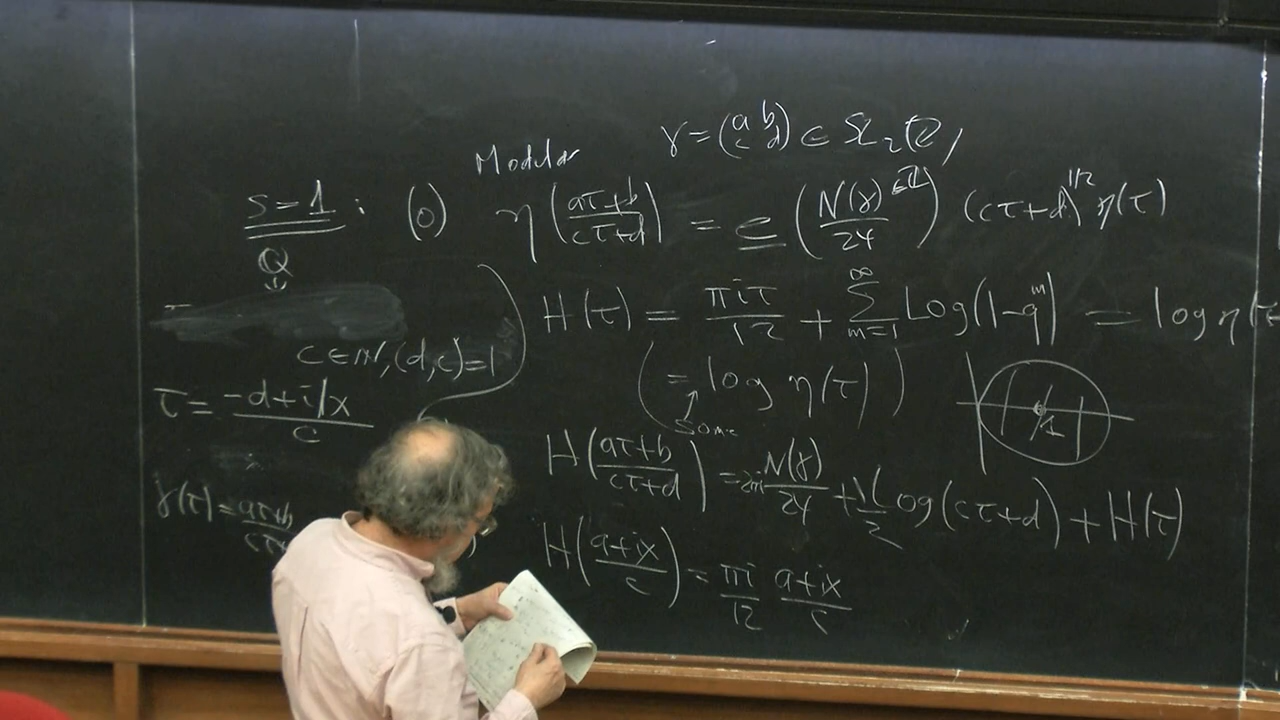 γ = (a b c d) ∈ SL₂(ℤ),
Modular
s=1 : (0) η((aτ+b)/(cτ+d)) = e(N(γ)/24) (cτ+d)^{1/2} η(τ)
Q
H(τ) = πiτ/12 + ∑_{m=1}^{∞} Log(1-q^m) = log η(τ
c∈ℕ, (d,c)=1
(= log η(τ))
some
τ = (-d+i/x)/c
1
H((aτ+b)/(cτ+d)) = 2πi N(γ)/24 + 1/2 Log(cτ+d) + H(τ)
γ(τ) = (aτ+b)/(cτ+
H((a+ix)/c) = πi/12 (a+ix)/c